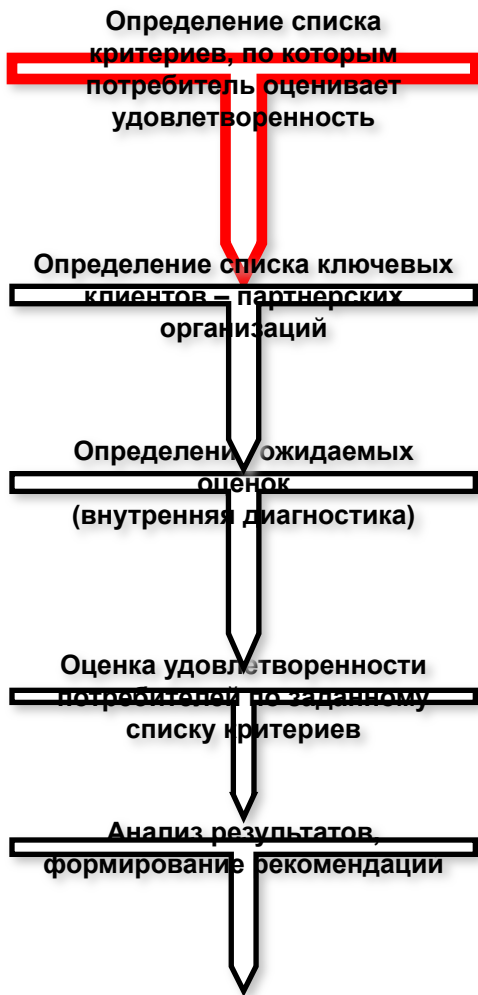 Определение списка
критериев, по которым
потребитель оценивает
удовлетворенность
Определение списка ключевых
клиентов – партнерских
организаций
Определени ожидаемых
оценок
(внутренняя диагностика)
Оценка удовлетворенности
потребителей по заданному
списку критериев
Анализ результатов,
формирование рекомендации